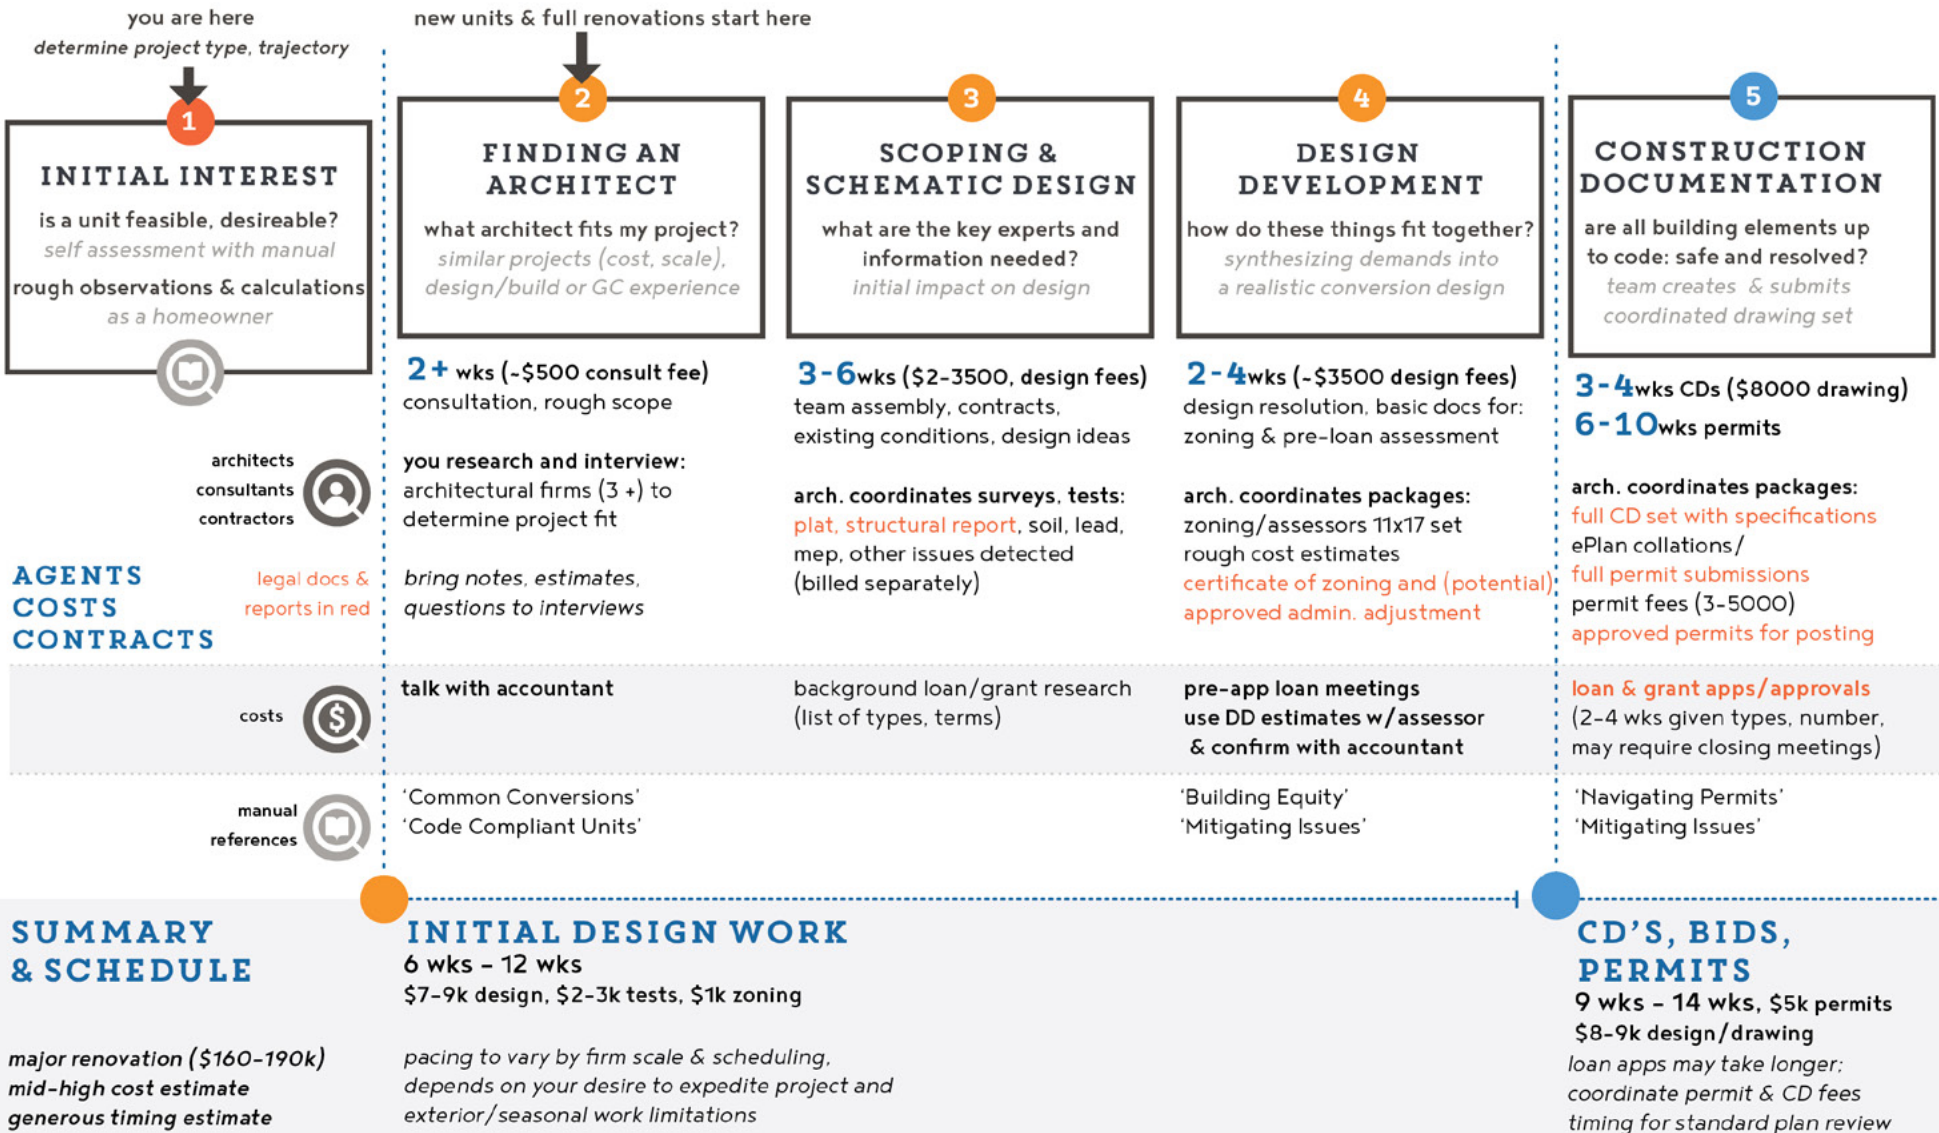 you are here
determine project type, trajectory
new units & full renovations start here
1
INITIAL INTEREST
is a unit feasible, desireable?
self assessment with manual
rough observations & calculations
as a homeowner
2
FINDING AN
ARCHITECT
what architect fits my project?
similar projects (cost, scale),
design/build or GC experience
3
SCOPING &
SCHEMATIC DESIGN
what are the key experts and
information needed?
initial impact on design
4
DESIGN
DEVELOPMENT
how do these things fit together?
synthesizing demands into
a realistic conversion design
5
CONSTRUCTION
DOCUMENTATION
are all building elements up
to code: safe and resolved?
team creates & submits
coordinated drawing set
AGENTS
COSTS
CONTRACTS
architects
consultants
contractors
legal docs &
reports in red
2+ wks (~$500 consult fee)
consultation, rough scope
you research and interview:
architectural firms (3 +) to
determine project fit
bring notes, estimates,
questions to interviews
3-6wks ($2-3500, design fees)
team assembly, contracts,
existing conditions, design ideas
arch. coordinates surveys, tests:
plat, structural report, soil, lead,
mep, other issues detected
(billed separately)
2-4wks (~$3500 design fees)
design resolution, basic docs for:
zoning & pre-loan assessment
arch. coordinates packages:
zoning/assessors 11x17 set
rough cost estimates
certificate of zoning and (potential)
approved admin. adjustment
3-4wks CDs ($8000 drawing)
6-10wks permits
arch. coordinates packages:
full CD set with specifications
ePlan collations/
full permit submissions
permit fees (3-5000)
approved permits for posting
costs
$
talk with accountant
background loan/grant research
(list of types, terms)
pre-app loan meetings
use DD estimates w/assessor
& confirm with accountant
loan & grant apps/approvals
(2-4 wks given types, number,
may require closing meetings)
manual
references
'Common Conversions'
'Code Compliant Units'
'Building Equity'
'Mitigating Issues'
'Navigating Permits'
'Mitigating Issues'
SUMMARY
& SCHEDULE
major renovation ($160-190k)
mid-high cost estimate
generous timing estimate
INITIAL DESIGN WORK
6 wks - 12 wks
$7-9k design, $2-3k tests, $1k zoning
pacing to vary by firm scale & scheduling,
depends on your desire to expedite project and
exterior/seasonal work limitations
CD'S, BIDS,
PERMITS
9 wks - 14 wks, $5k permits
$8-9k design/drawing
loan apps may take longer;
coordinate permit & CD fees
timing for standard plan review